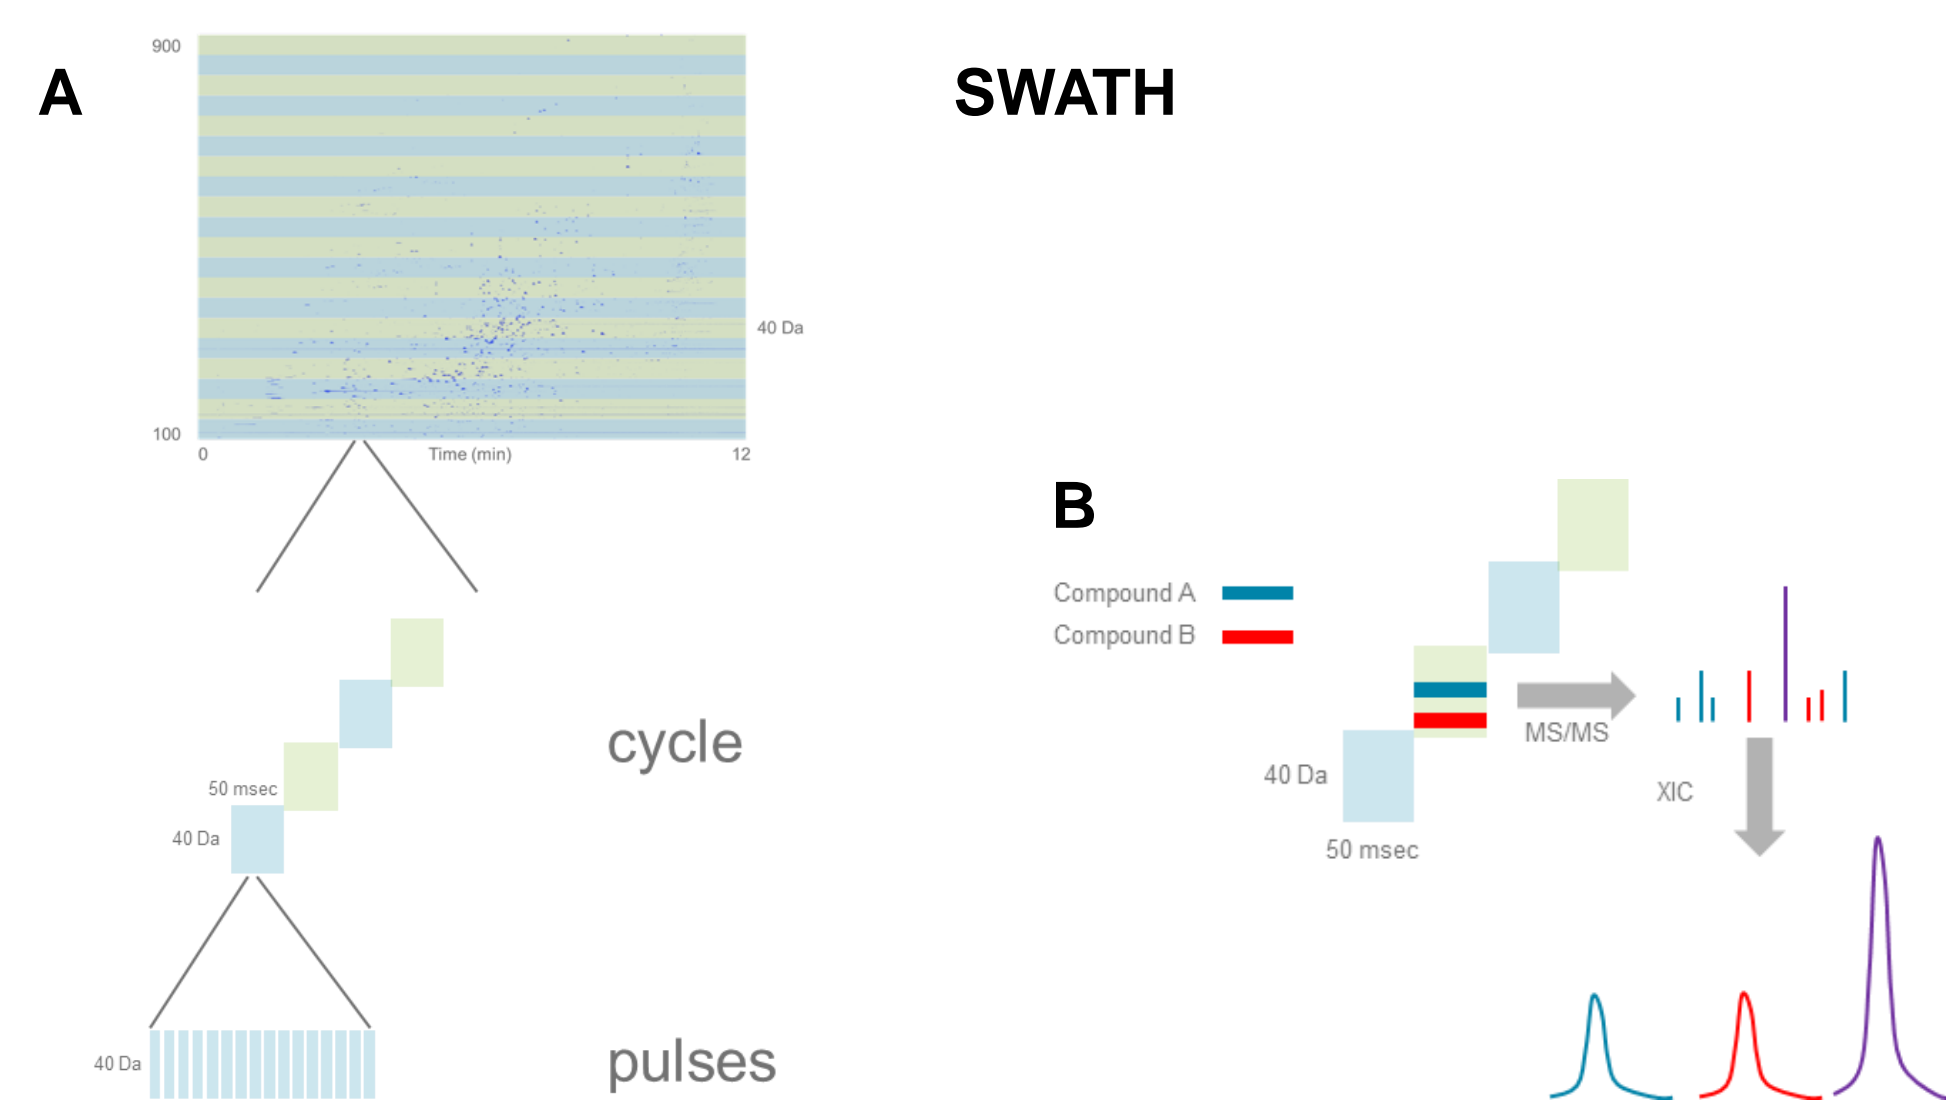 A
SWATH
900
40 Da
100
0
Time (min)
12
50 msec
40 Da
cycle
40 Da
pulses
B
Compound A
Compound B
MS/MS
40 Da
50 msec
XIC